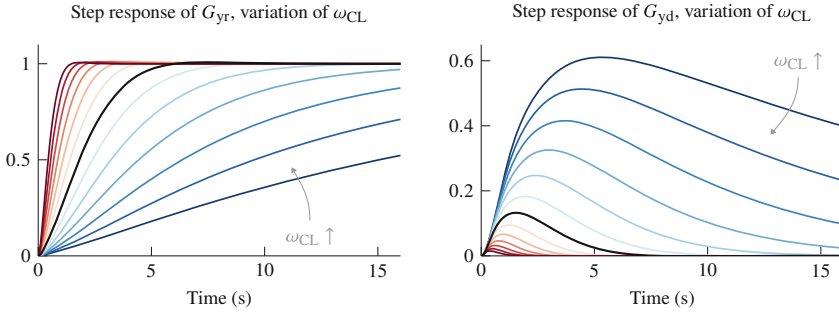 Step response of G_yr, variation of ω_CL
1
0.5
0
ω_CL ↑
0 5 10 15
Time (s)
Step response of G_yd, variation of ω_CL
0.6
0.4
0.2
0
ω_CL ↑
0 5 10 15
Time (s)